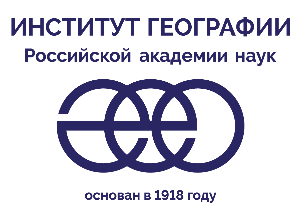 ИНСТИТУТ ГЕОГРАФИИ
Российской академии наук
основан в 1918 году